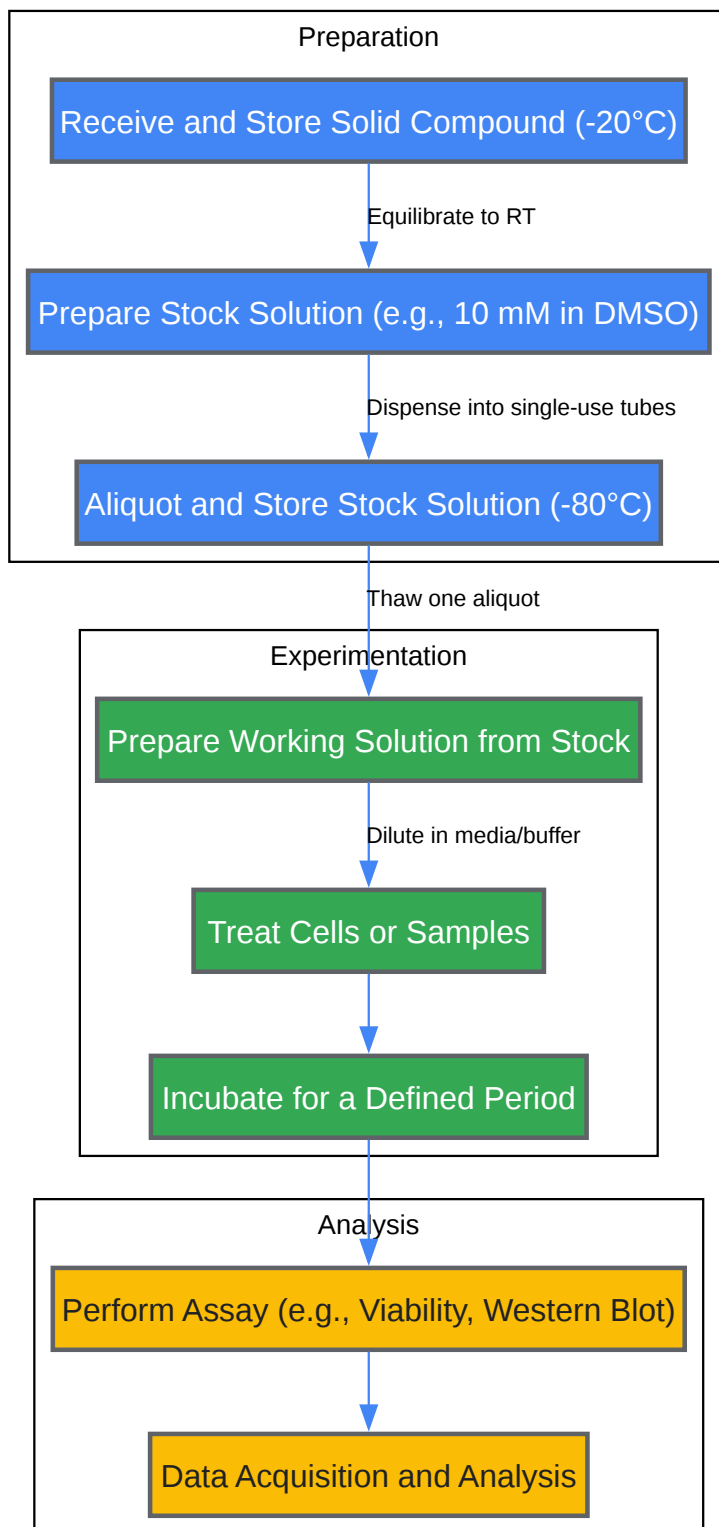 Preparation
Receive and Store Solid Compound (-20°C)
Equilibrate to RT
Prepare Stock Solution (e.g., 10 mM in DMSO)
Dispense into single-use tubes
Aliquot and Store Stock Solution (-80°C)
Thaw one aliquot
Experimentation
Prepare Working Solution from Stock
Dilute in media/buffer
Treat Cells or Samples
Incubate for a Defined Period
Analysis
Perform Assay (e.g., Viability, Western Blot)
Data Acquisition and Analysis